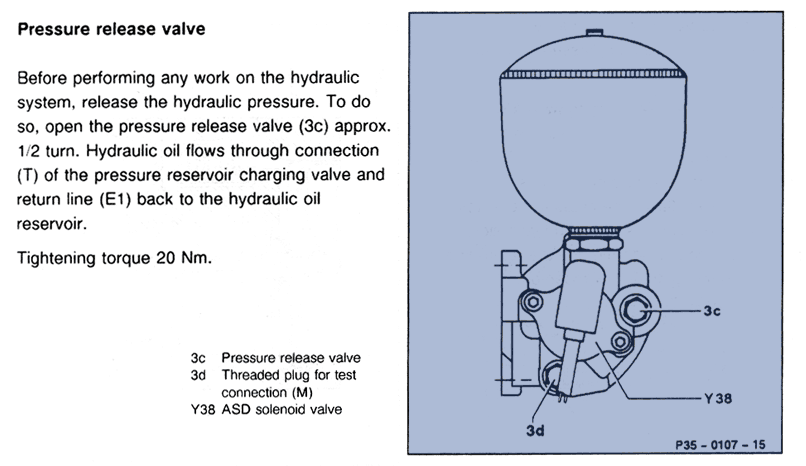 Pressure release valve
Before performing any work on the hydraulic
system, release the hydraulic pressure. To do
so, open the pressure release valve (3c) approx.
1/2 turn. Hydraulic oil flows through connection
(T) of the pressure reservoir charging valve and
return line (E1) back to the hydraulic oil
reservoir.
Tightening torque 20 Nm.
3c Pressure release valve
3d Threaded plug for test
connection (M)
Y38 ASD solenoid valve
3c
Y38
3d
P35 - 0107 - 15